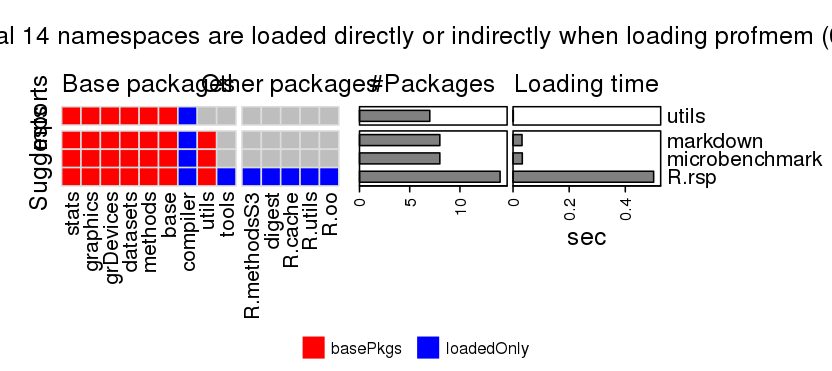 al 14 namespaces are loaded directly or indirectly when loading profmem (
Base packages
Other packages
#Packages
Loading time
Imports
Suggests
utils
markdown
microbenchmark
R.rsp
stats
graphics
grDevices
datasets
methods
base
compiler
utils
tools
R.methodsS3
digest
R.cache
R.utils
R.oo
0
5
10
0
0.2
0.4
sec
basePkgs
loadedOnly